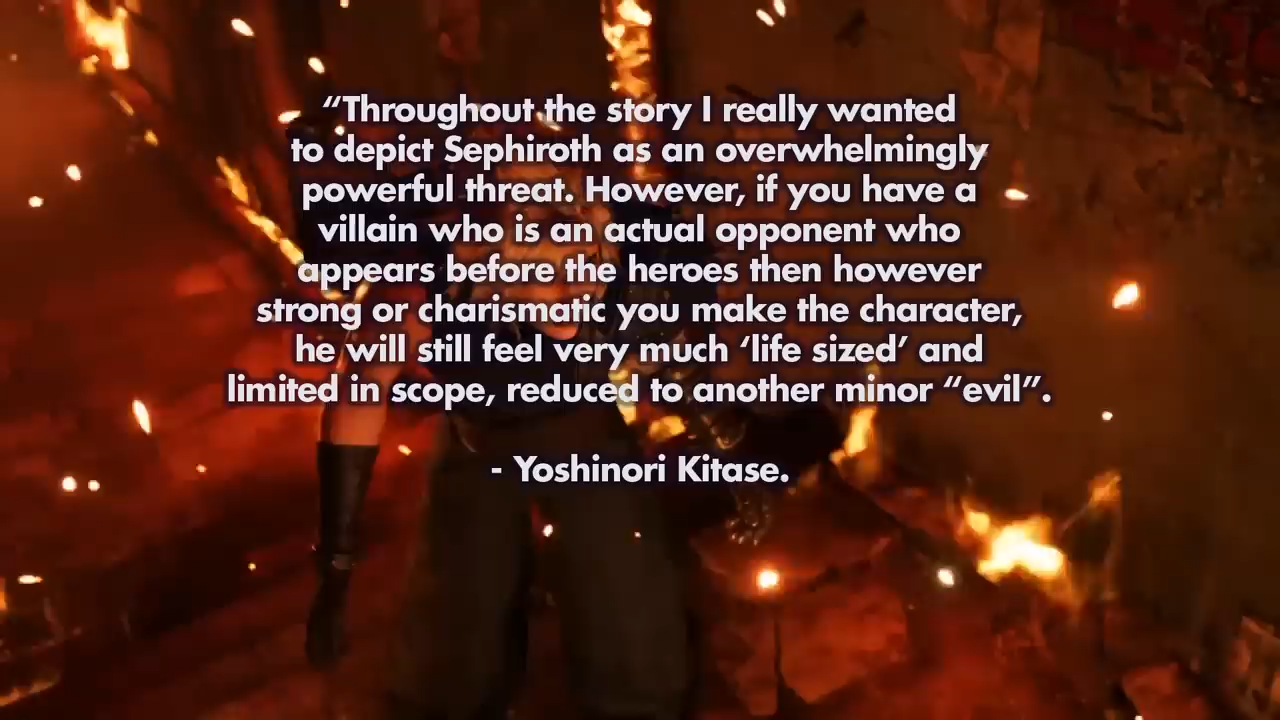 “Throughout the story I really wanted
to depict Sephiroth as an overwhelmingly
powerful threat. However, if you have a
villain who is an actual opponent who
appears before the heroes then however
strong or charismatic you make the character,
he will still feel very much ‘life sized’ and
limited in scope, reduced to another minor “evil”.
- Yoshinori Kitase.